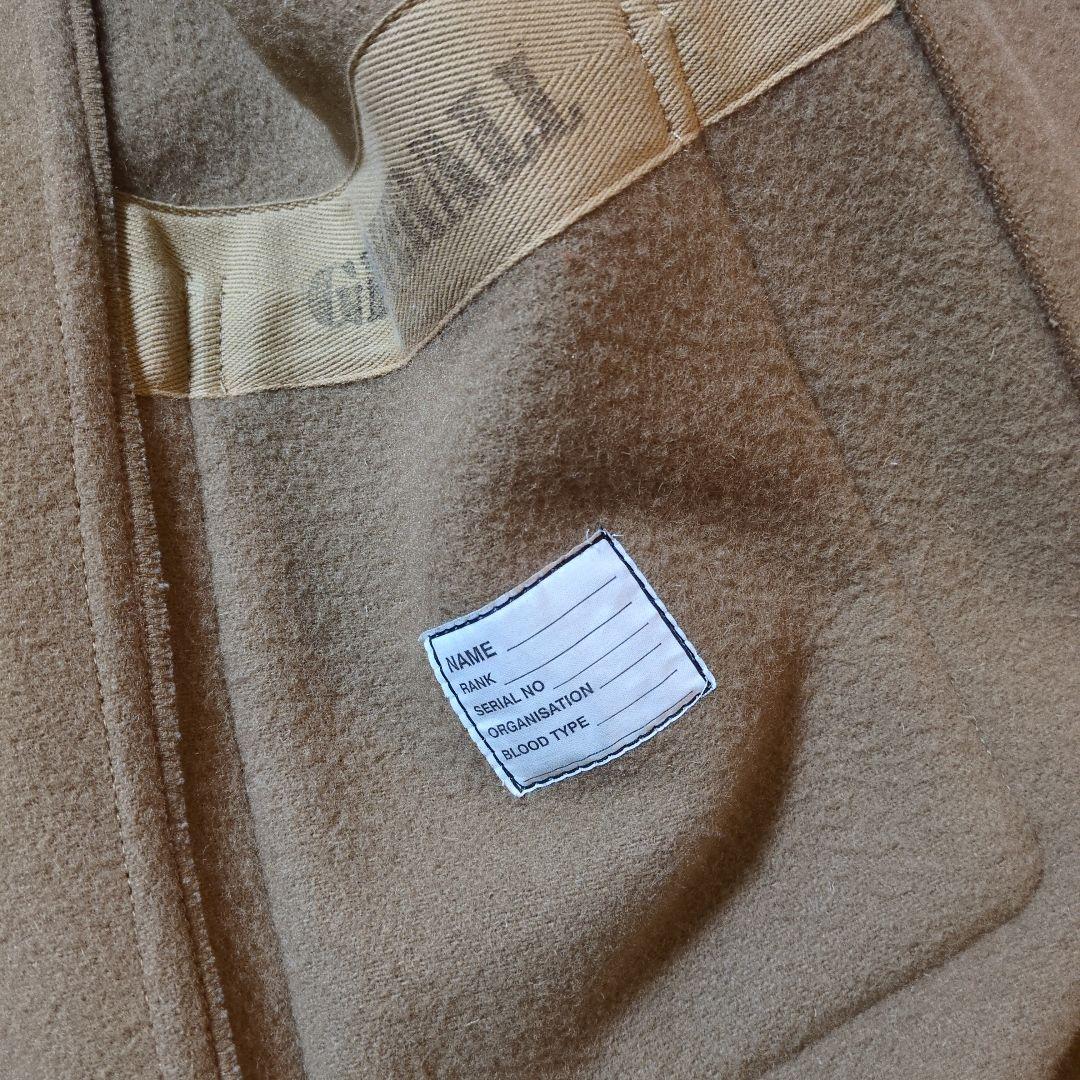 NAME
RANK
SERIAL NO
ORGANISATION
BLOOD TYPE